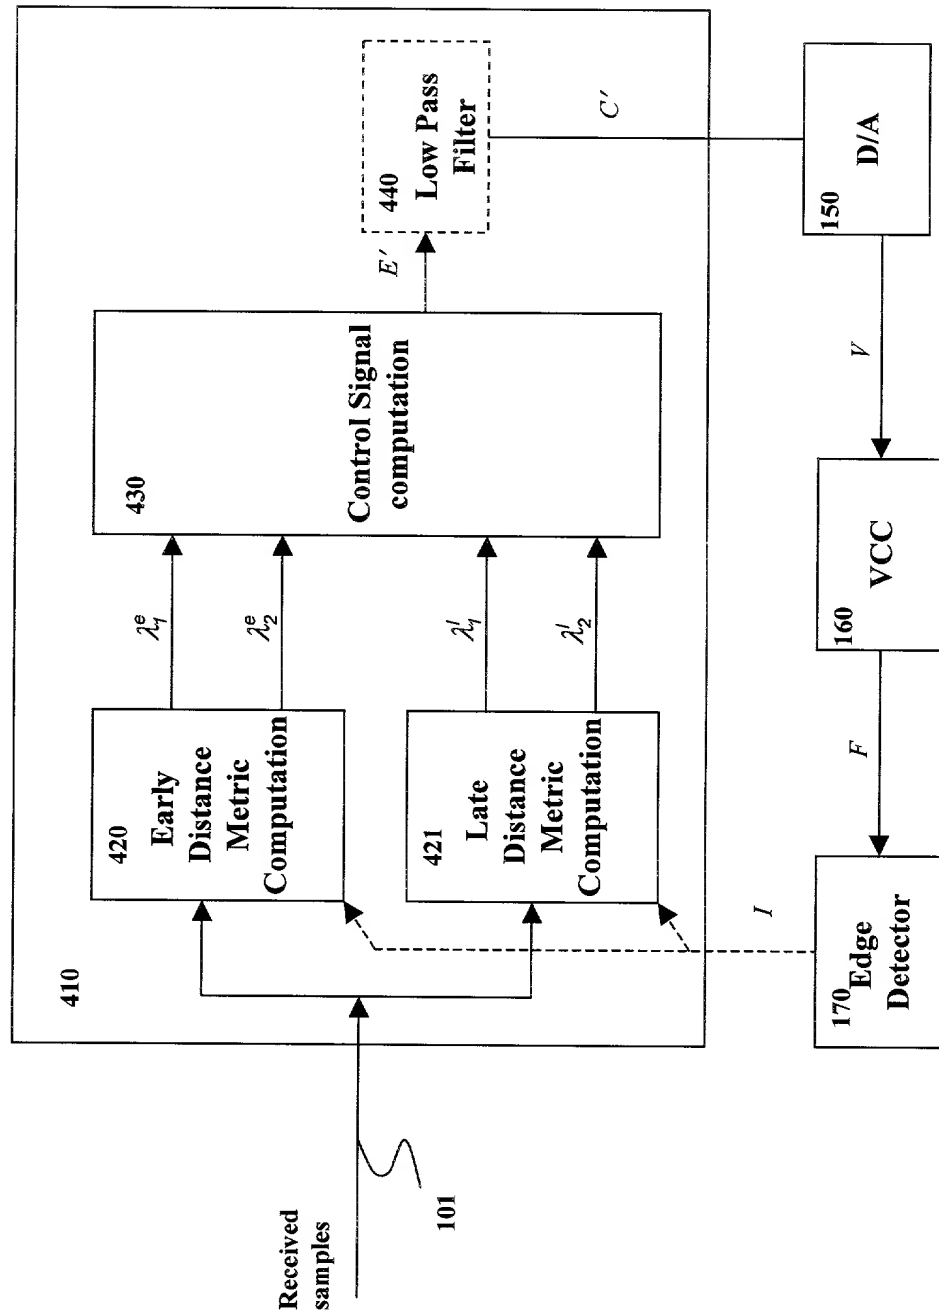 Received
samples
101
410
420
Early
Distance
Metric
Computation
421
Late
Distance
Metric
Computation
λ₁ᵉ
λ₂ᵉ
λ₁ˡ
λ₂ˡ
430
Control Signal
computation
E′
440
Low Pass
Filter
C′
I
170
Edge
Detector
F
160
VCC
V
150
D/A